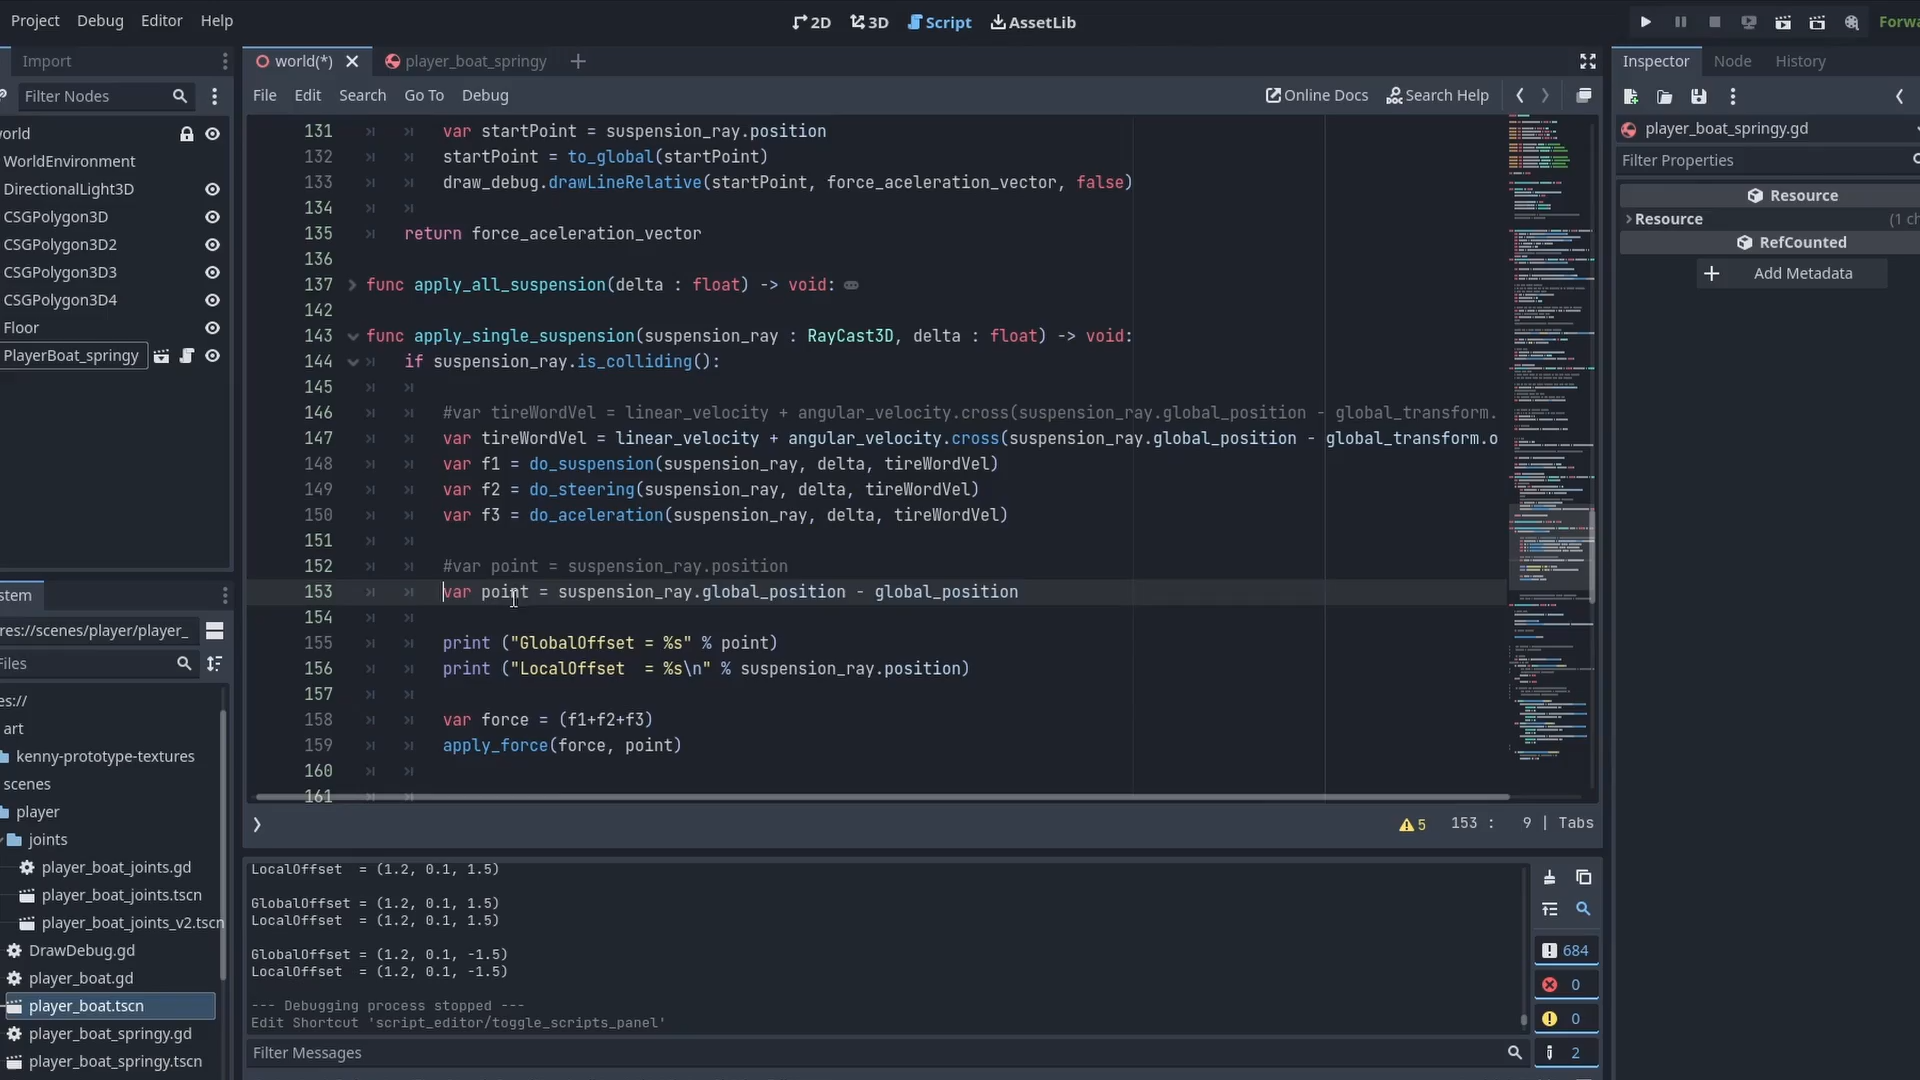 Project Debug Editor Help
2D 3D Script AssetLib
Forwa
Import
world(*) player_boat_springy
Inspector Node History
Filter Nodes
File Edit Search Go To Debug
Online Docs Search Help
orld
WorldEnvironment
DirectionalLight3D
CSGPolygon3D
CSGPolygon3D2
CSGPolygon3D3
CSGPolygon3D4
Floor
PlayerBoat_springy
131 var startPoint = suspension_ray.position
132 startPoint = to_global(startPoint)
133 draw_debug.drawLineRelative(startPoint, force_aceleration_vector, false)
134
135 return force_aceleration_vector
136
137 func apply_all_suspension(delta : float) -> void:
142
143 func apply_single_suspension(suspension_ray : RayCast3D, delta : float) -> void:
144 if suspension_ray.is_colliding():
145
146 #var tireWordVel = linear_velocity + angular_velocity.cross(suspension_ray.global_position - global_transform.
147 var tireWordVel = linear_velocity + angular_velocity.cross(suspension_ray.global_position - global_transform.o
148 var f1 = do_suspension(suspension_ray, delta, tireWordVel)
149 var f2 = do_steering(suspension_ray, delta, tireWordVel)
150 var f3 = do_aceleration(suspension_ray, delta, tireWordVel)
151
152 #var point = suspension_ray.position
153 var point = suspension_ray.global_position - global_position
154
155 print ("GlobalOffset = %s" % point)
156 print ("LocalOffset  = %s\n" % suspension_ray.position)
157
158 var force = (f1+f2+f3)
159 apply_force(force, point)
160
161
5 153 : 9 | Tabs
player_boat_springy.gd
Filter Properties
Resource
Resource (1 ch
RefCounted
Add Metadata
stem
res://scenes/player/player_
Files
es://
art
kenny-prototype-textures
scenes
player
joints
player_boat_joints.gd
player_boat_joints.tscn
player_boat_joints_v2.tscn
DrawDebug.gd
player_boat.gd
player_boat.tscn
player_boat_springy.gd
player_boat_springy.tscn
LocalOffset  = (1.2, 0.1, 1.5)
GlobalOffset = (1.2, 0.1, 1.5)
LocalOffset  = (1.2, 0.1, 1.5)
GlobalOffset = (1.2, 0.1, -1.5)
LocalOffset  = (1.2, 0.1, -1.5)
--- Debugging process stopped ---
Edit Shortcut 'script_editor/toggle_scripts_panel'
Filter Messages
684
0
0
2